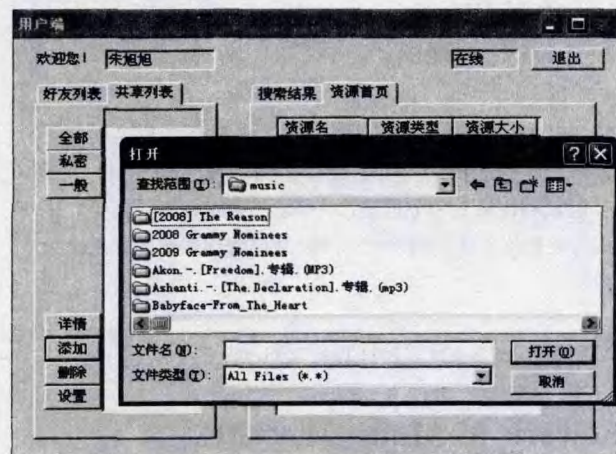 用户端
欢迎您！ 朱旭旭 在线 退出
好友列表 共享列表 搜索结果 资源首页
资源名 资源类型 资源大小
全部
私密
一般
打开
查找范围(I): music
[2008] The Reason
2008 Grammy Nominees
2009 Grammy Nominees
Akon.-.[Freedom].专辑.(MP3)
Ashanti.-.[The.Declaration].专辑.(mp3)
Babyface-From_The_Heart
详情
添加
删除
设置
文件名(N): 打开(O)
文件类型(T): All Files (*.*) 取消